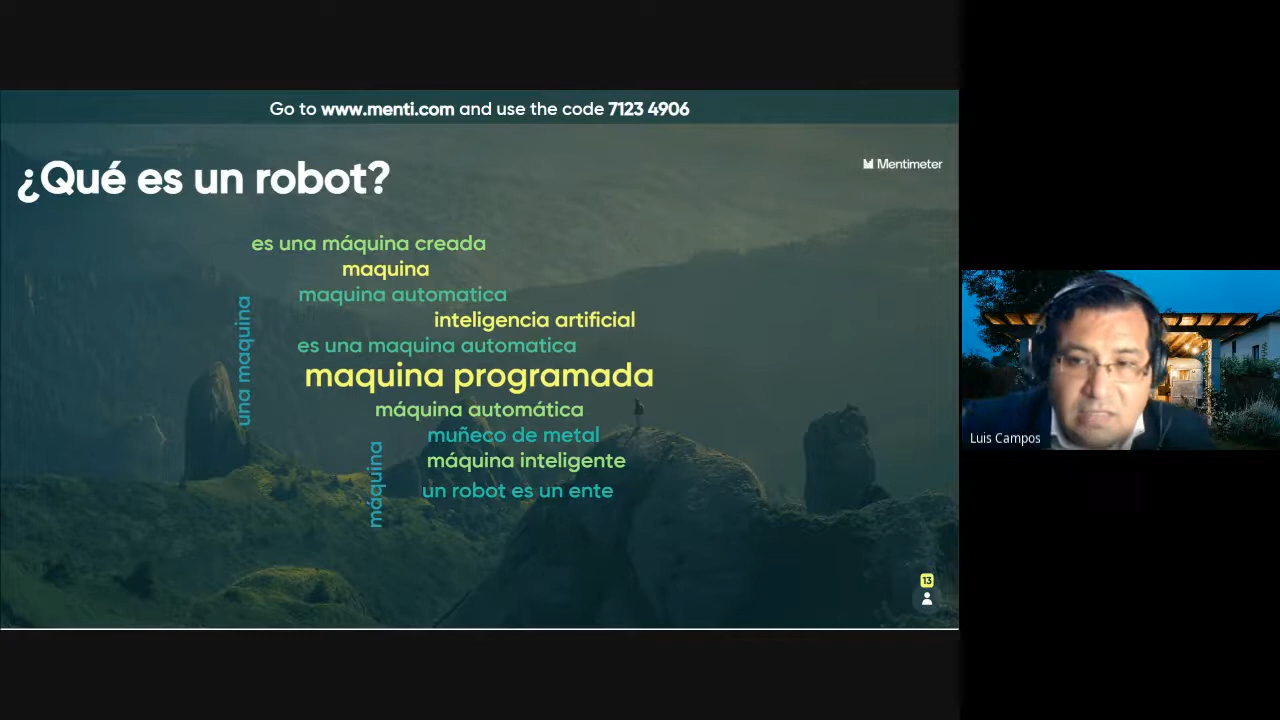 Go to www.menti.com and use the code 7123 4906
Mentimeter
¿Qué es un robot?
es una máquina creada
maquina
maquina automatica
una maquina
inteligencia artificial
es una maquina automatica
maquina programada
máquina automática
muñeco de metal
máquina
máquina inteligente
un robot es un ente
13
Luis Campos